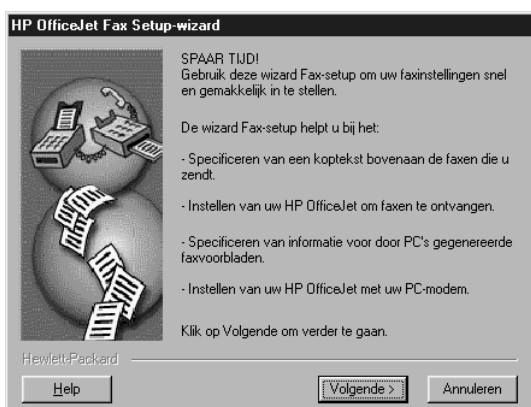 HP OfficeJet Fax Setup-wizard
SPAAR TIJD!
Gebruik deze wizard Fax-setup om uw faxinstellingen snel
en gemakkelijk in te stellen.
De wizard Fax-setup helpt u bij het:
- Specificeren van een koptekst bovenaan de faxen die u
zendt.
- Instellen van uw HP OfficeJet om faxen te ontvangen.
- Specificeren van informatie voor door PC's gegenereerde
faxvoorbladen.
- Instellen van uw HP OfficeJet met uw PC-modem.
Klik op Volgende om verder te gaan.
Hewlett-Packard
Help
Volgende >
Annuleren